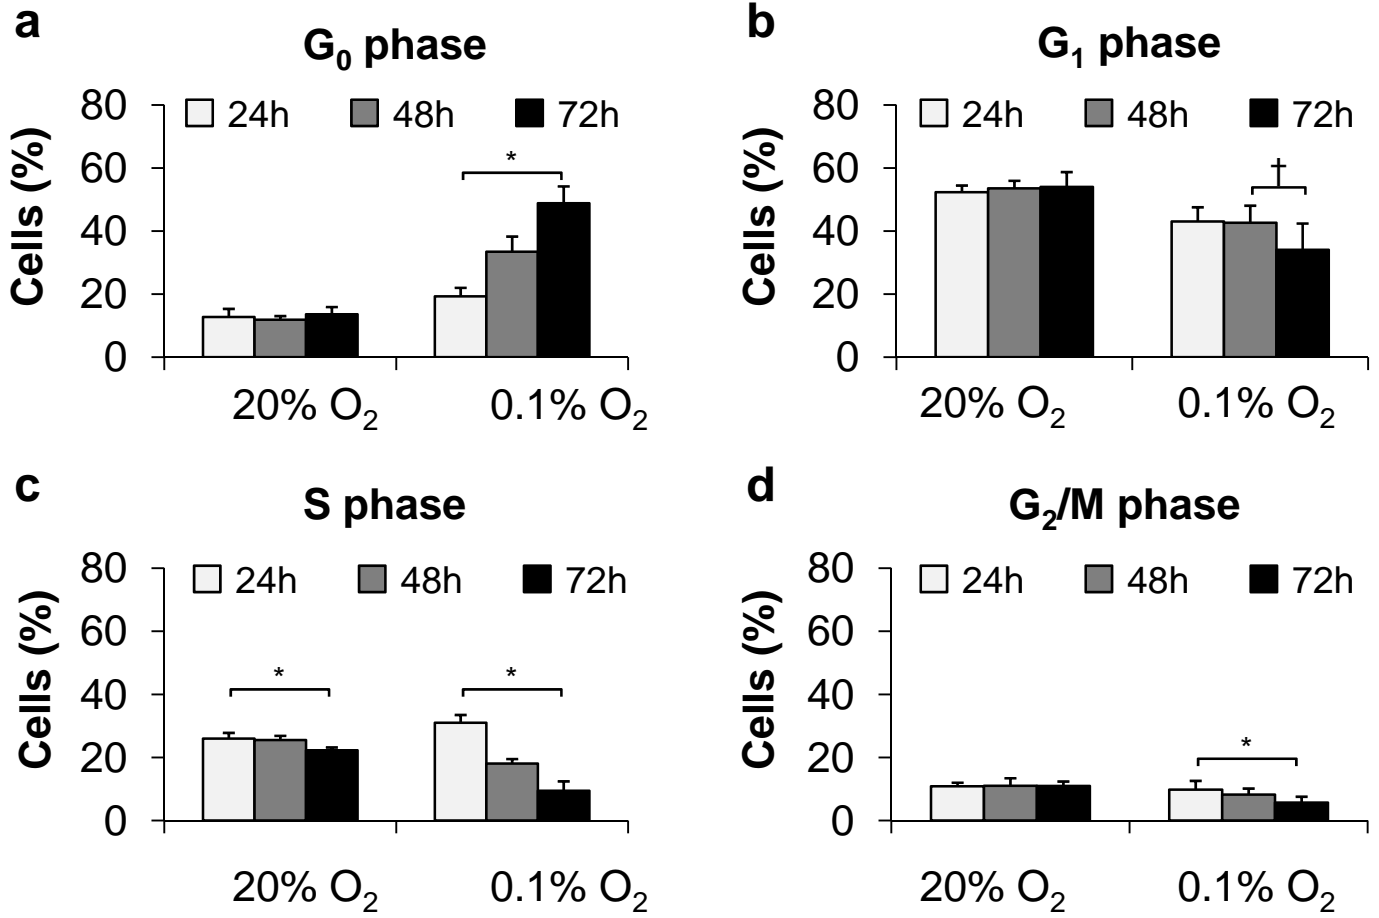 a
G₀ phase
80
60
40
20
0
Cells (%)
24h 48h 72h
*
20% O₂ 0.1% O₂
b
G₁ phase
80
60
40
20
0
Cells (%)
24h 48h 72h
†
20% O₂ 0.1% O₂
c
S phase
80
60
40
20
0
Cells (%)
24h 48h 72h
* *
20% O₂ 0.1% O₂
d
G₂/M phase
80
60
40
20
0
Cells (%)
24h 48h 72h
*
20% O₂ 0.1% O₂